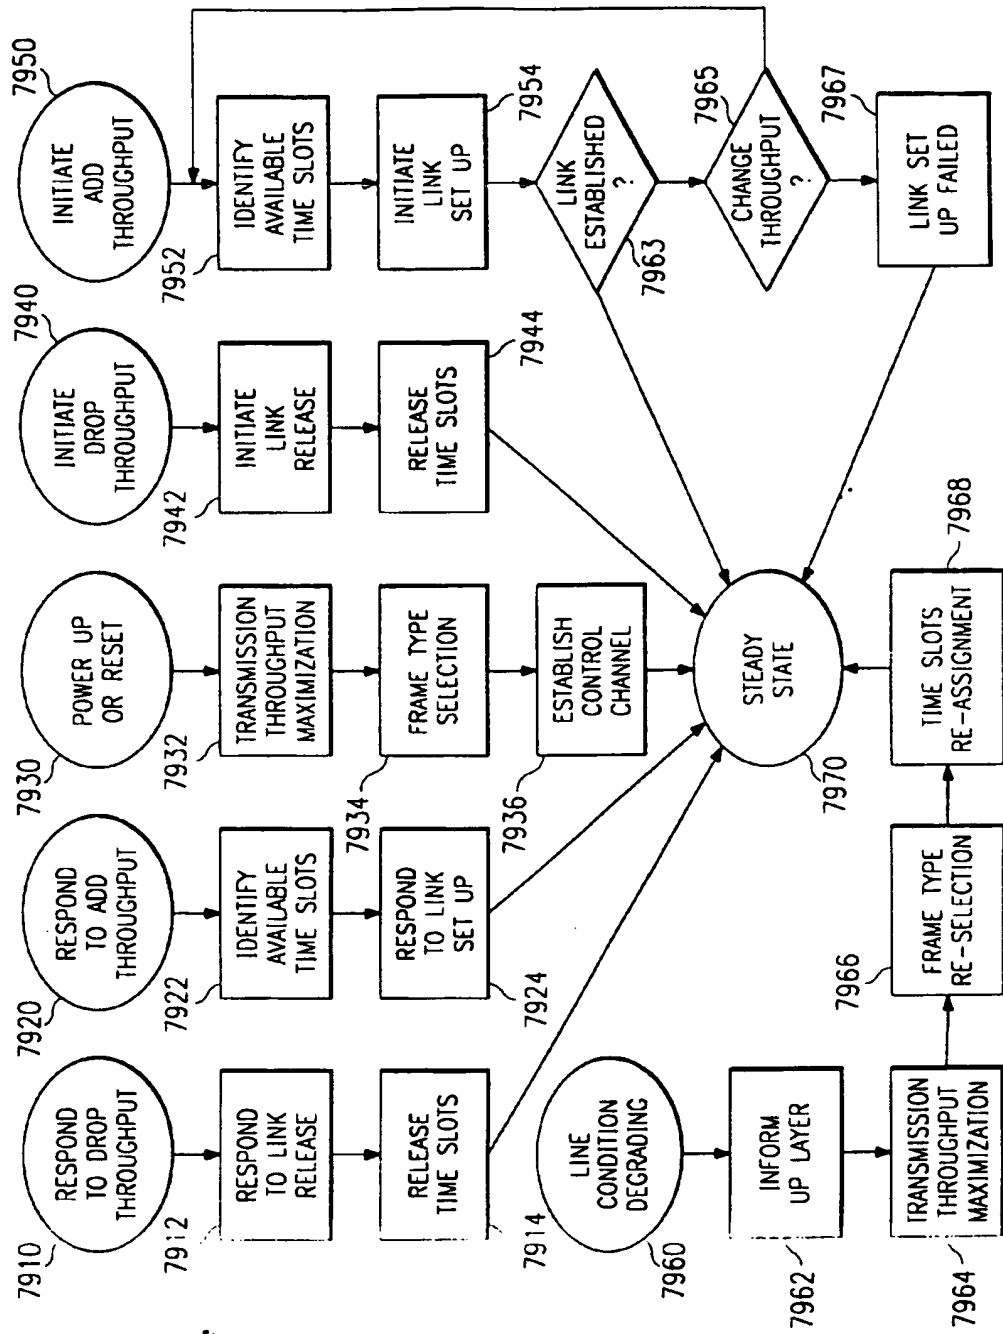 7910
RESPOND
TO DROP
THROUGHPUT
7912
RESPOND
TO LINK
RELEASE
RELEASE
TIME SLOTS
7914
7920
RESPOND
TO ADD
THROUGHPUT
7922
IDENTIFY
AVAILABLE
TIME SLOTS
RESPOND
TO LINK
SET UP
7924
7930
POWER UP
OR RESET
7932
TRANSMISSION
THROUGHPUT
MAXIMIZATION
7934
FRAME TYPE
SELECTION
7936
ESTABLISH
CONTROL
CHANNEL
7940
INITIATE
DROP
THROUGHPUT
7942
INITIATE
LINK
RELEASE
RELEASE
TIME SLOTS
7944
7950
INITIATE
ADD
THROUGHPUT
7952
IDENTIFY
AVAILABLE
TIME SLOTS
INITIATE
LINK
SET UP
7954
LINK
ESTABLISHED
?
7963
CHANGE
THROUGHPUT
?
7965
LINK SET
UP FAILED
7967
LINE
CONDITION
DEGRADING
7960
INFORM
UP LAYER
7962
TRANSMISSION
THROUGHPUT
MAXIMIZATION
7964
7966
FRAME TYPE
RE-SELECTION
TIME SLOTS
RE-ASSIGNMENT
7968
STEADY
STATE
7970